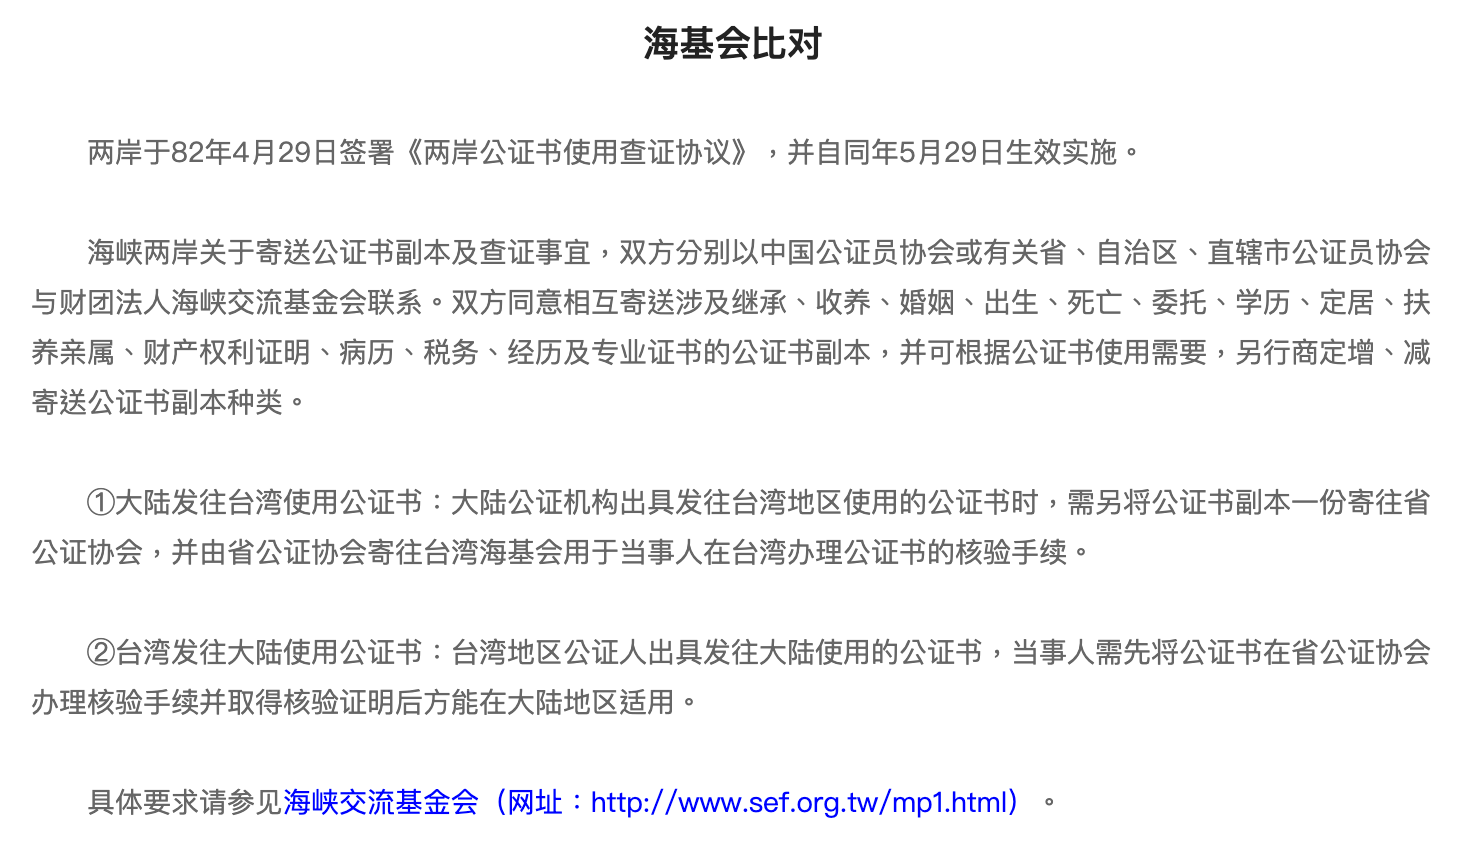 海基会比对
两岸于82年4月29日签署《两岸公证书使用查证协议》，并自同年5月29日生效实施。
海峡两岸关于寄送公证书副本及查证事宜，双方分别以中国公证员协会或有关省、自治区、直辖市公证员协会
与财团法人海峡交流基金会联系。双方同意相互寄送涉及继承、收养、婚姻、出生、死亡、委托、学历、定居、扶
养亲属、财产权利证明、病历、税务、经历及专业证书的公证书副本，并可根据公证书使用需要，另行商定增、减
寄送公证书副本种类。
①大陆发往台湾使用公证书：大陆公证机构出具发往台湾地区使用的公证书时，需另将公证书副本一份寄往省
公证协会，并由省公证协会寄往台湾海基会用于当事人在台湾办理公证书的核验手续。
②台湾发往大陆使用公证书：台湾地区公证人出具发往大陆使用的公证书，当事人需先将公证书在省公证协会
办理核验手续并取得核验证明后方能在大陆地区适用。
具体要求请参见海峡交流基金会（网址：http://www.sef.org.tw/mp1.html）。